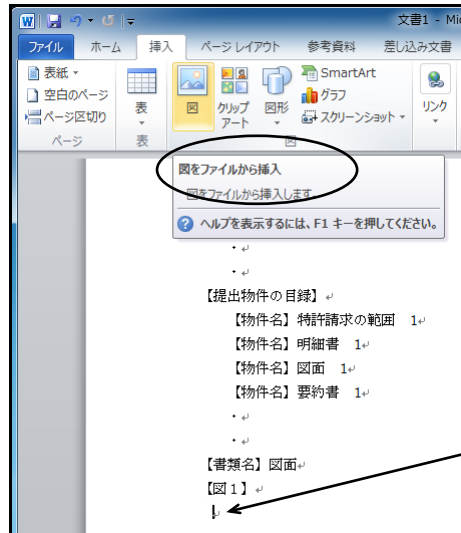 文書1 - Mi
ファイル ホーム 挿入 ページ レイアウト 参考資料 差し込み文書
表紙
空白のページ
ページ区切り
ページ
表
表
図
クリップ
アート
図形
SmartArt
グラフ
スクリーンショット
図
リンク
図をファイルから挿入
図をファイルから挿入します。
ヘルプを表示するには、F1 キーを押してください。
・
・
【提出物件の目録】
【物件名】特許請求の範囲 1
【物件名】明細書 1
【物件名】図面 1
【物件名】要約書 1
・
・
【書類名】図面
【図1】